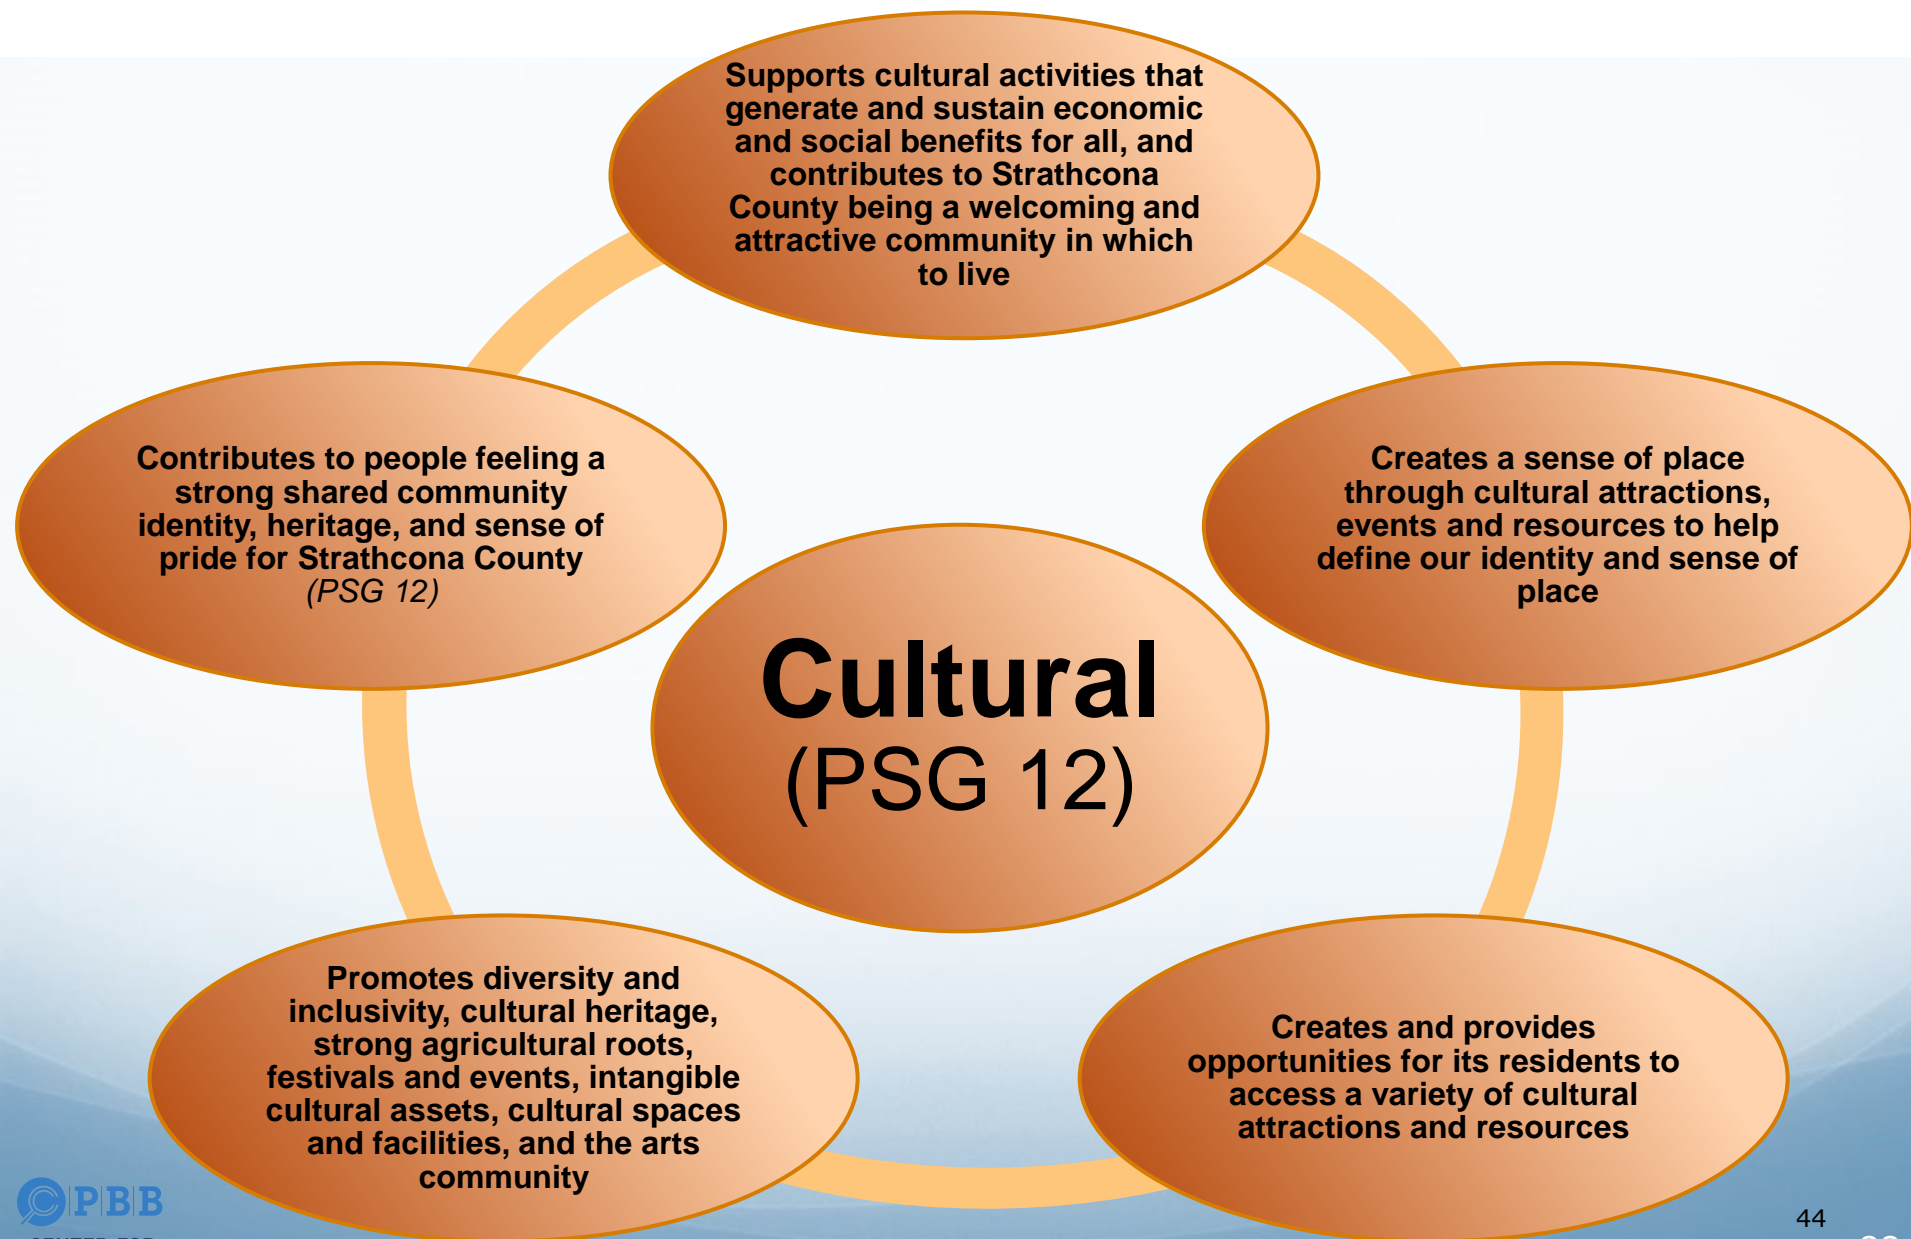 Supports cultural activities that
generate and sustain economic
and social benefits for all, and
contributes to Strathcona
County being a welcoming and
attractive community in which
to live
Contributes to people feeling a
strong shared community
identity, heritage, and sense of
pride for Strathcona County
(PSG 12)
Creates a sense of place
through cultural attractions,
events and resources to help
define our identity and sense of
place
Cultural
(PSG 12)
Promotes diversity and
inclusivity, cultural heritage,
strong agricultural roots,
festivals and events, intangible
cultural assets, cultural spaces
and facilities, and the arts
community
Creates and provides
opportunities for its residents to
access a variety of cultural
attractions and resources
CPBB
44